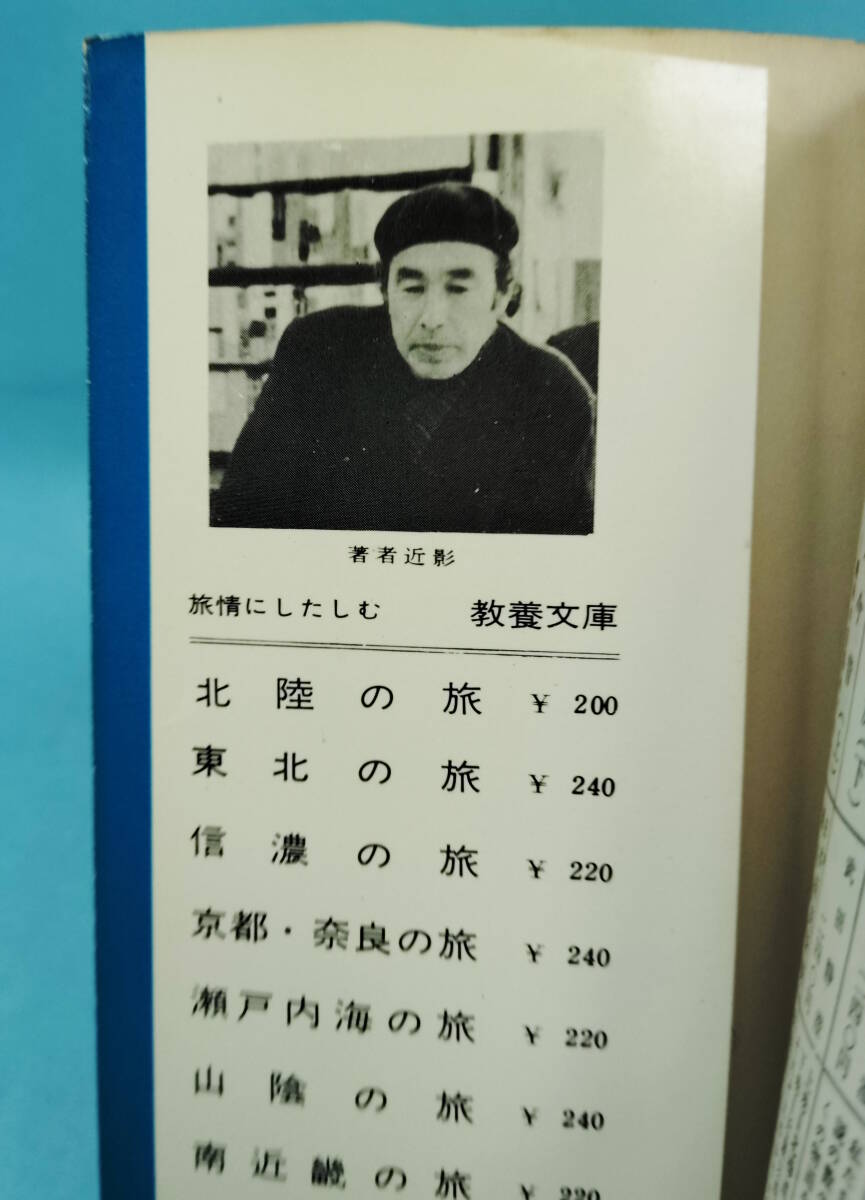 著者近影
旅情にしたしむ 教養文庫
北陸の旅 ¥ 200
東北の旅 ¥ 240
信濃の旅 ¥ 220
京都・奈良の旅 ¥ 240
瀬戸内海の旅 ¥ 220
山陰の旅 ¥ 240
南近畿の旅 ¥ 220